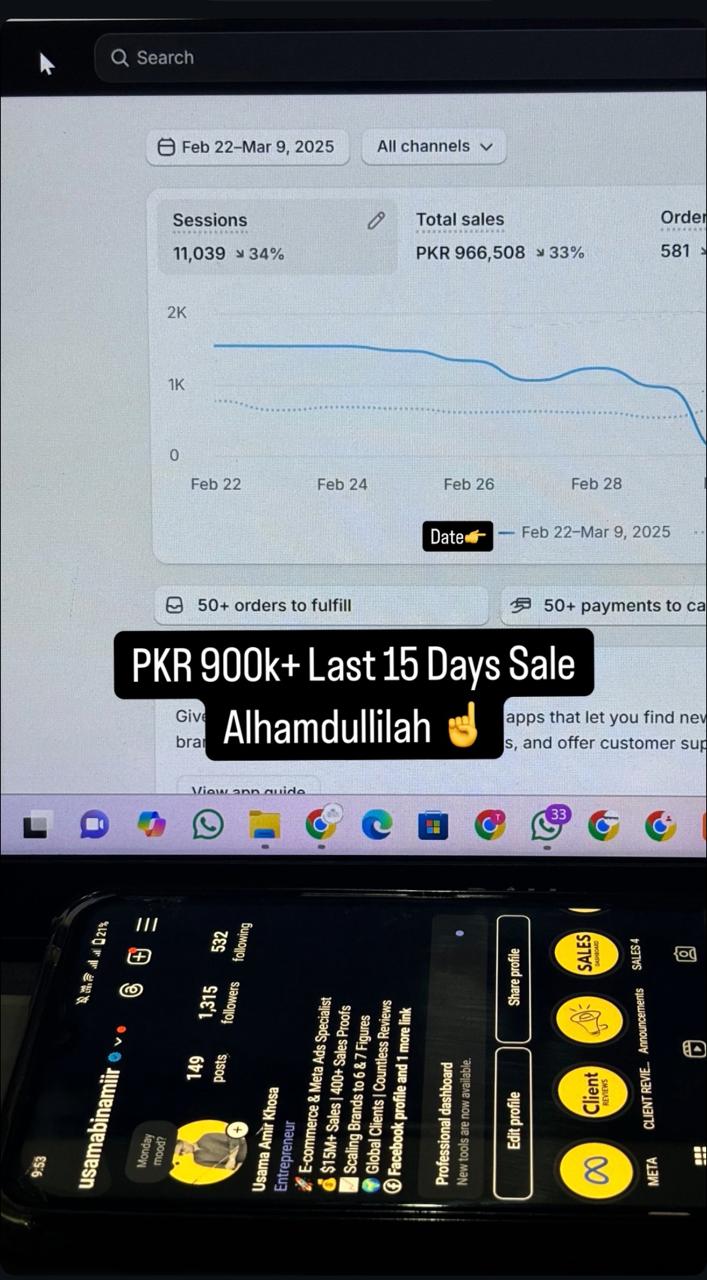 Search
Feb 22–Mar 9, 2025
All channels
Sessions
11,039 ↘ 34%
Total sales
PKR 966,508 ↘ 33%
Order
581
2K
1K
0
Feb 22
Feb 24
Feb 26
Feb 28
Date👉
Feb 22–Mar 9, 2025
50+ orders to fulfill
50+ payments to ca
PKR 900k+ Last 15 Days Sale
Alhamdullilah ☝️
Give
apps that let you find new
bran
s, and offer customer sup
View app guide
33
9:53
21%
usamabinamiir
Monday
mood?
149
posts
1,315
followers
532
following
Usama Amir Khosa
Entrepreneur
🚀 E-commerce & Meta Ads Specialist
💰 $15M+ Sales | 400+ Sales Proofs
📈 Scaling Brands to 6 & 7 Figures
🌍 Global Clients | Countless Reviews
Facebook profile and 1 more link
Professional dashboard
New tools are now available.
Edit profile
Share profile
Client
REVIEWS
SALES
DASHBOARD
META
CLIENT REVIE...
Announcements
SALES 4